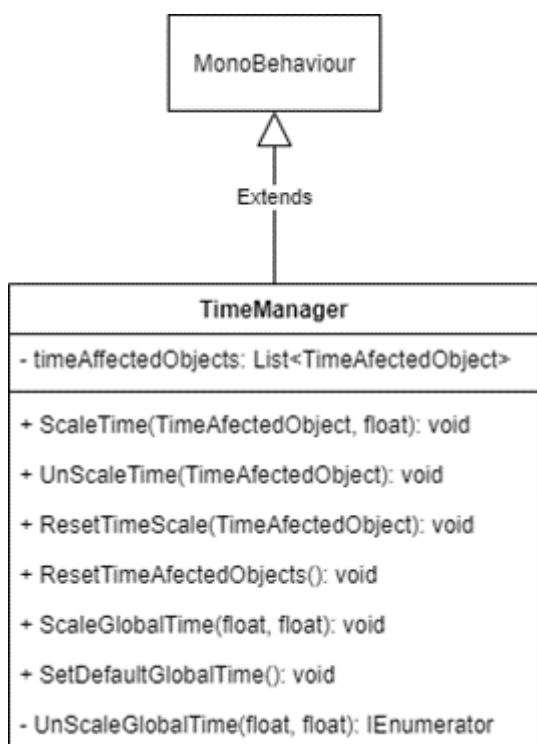 MonoBehaviour
Extends
TimeManager
- timeAffectedObjects: List<TimeAfectedObject>
+ ScaleTime(TimeAfectedObject, float): void
+ UnScaleTime(TimeAfectedObject): void
+ ResetTimeScale(TimeAfectedObject): void
+ ResetTimeAfectedObjects(): void
+ ScaleGlobalTime(float, float): void
+ SetDefaultGlobalTime(): void
- UnScaleGlobalTime(float, float): IEnumerator